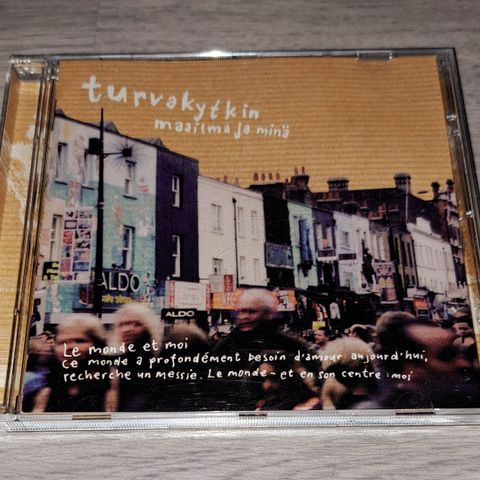 turvakytkin
maailma ja minä
ALDO
ALDO
Le monde et moi
ce monde a profondément besoin d'amour aujourd'hui,
recherche un messie. Le monde - et en son centre : moi